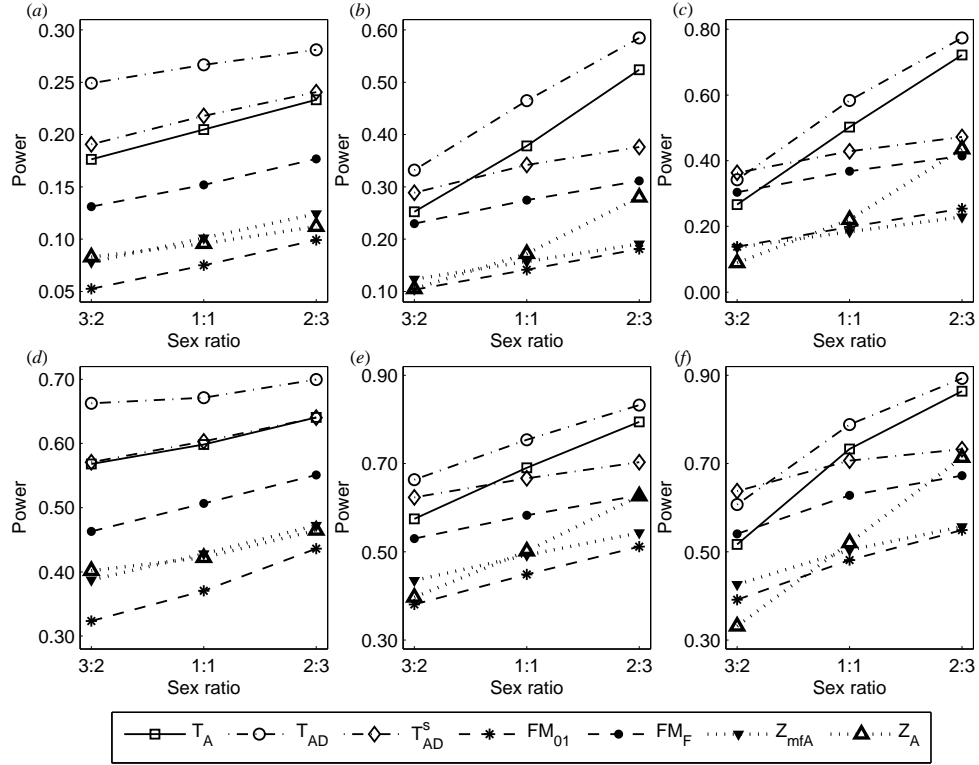 (a)
0.30
0.25
0.20
0.15
0.10
0.05
Power
3:2 1:1 2:3
Sex ratio
(b)
0.60
0.50
0.40
0.30
0.20
0.10
Power
3:2 1:1 2:3
Sex ratio
(c)
0.80
0.60
0.40
0.20
0.00
Power
3:2 1:1 2:3
Sex ratio
(d)
0.70
0.60
0.50
0.40
0.30
Power
3:2 1:1 2:3
Sex ratio
(e)
0.90
0.70
0.50
0.30
Power
3:2 1:1 2:3
Sex ratio
(f)
0.90
0.70
0.50
0.30
Power
3:2 1:1 2:3
Sex ratio
T_A T_AD T^s_AD FM_01 FM_F Z_mfA Z_A